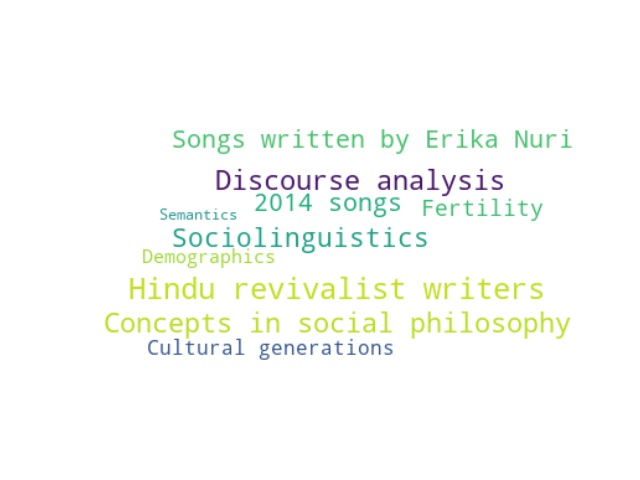 Songs written by Erika Nuri
Discourse analysis
2014 songs
Fertility
Semantics
Sociolinguistics
Demographics
Hindu revivalist writers
Concepts in social philosophy
Cultural generations